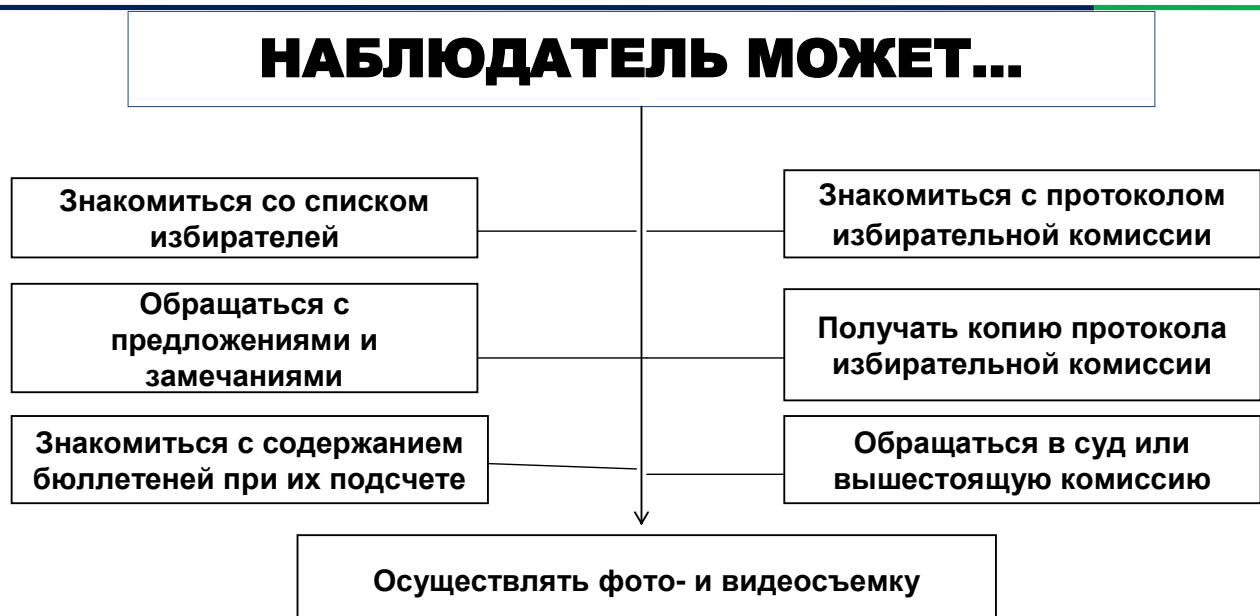 НАБЛЮДАТЕЛЬ МОЖЕТ...
Знакомиться со списком
избирателей
Знакомиться с протоколом
избирательной комиссии
Обращаться с
предложениями и
замечаниями
Получать копию протокола
избирательной комиссии
Знакомиться с содержанием
бюллетеней при их подсчете
Обращаться в суд или
вышестоящую комиссию
Осуществлять фото- и видеосъемку